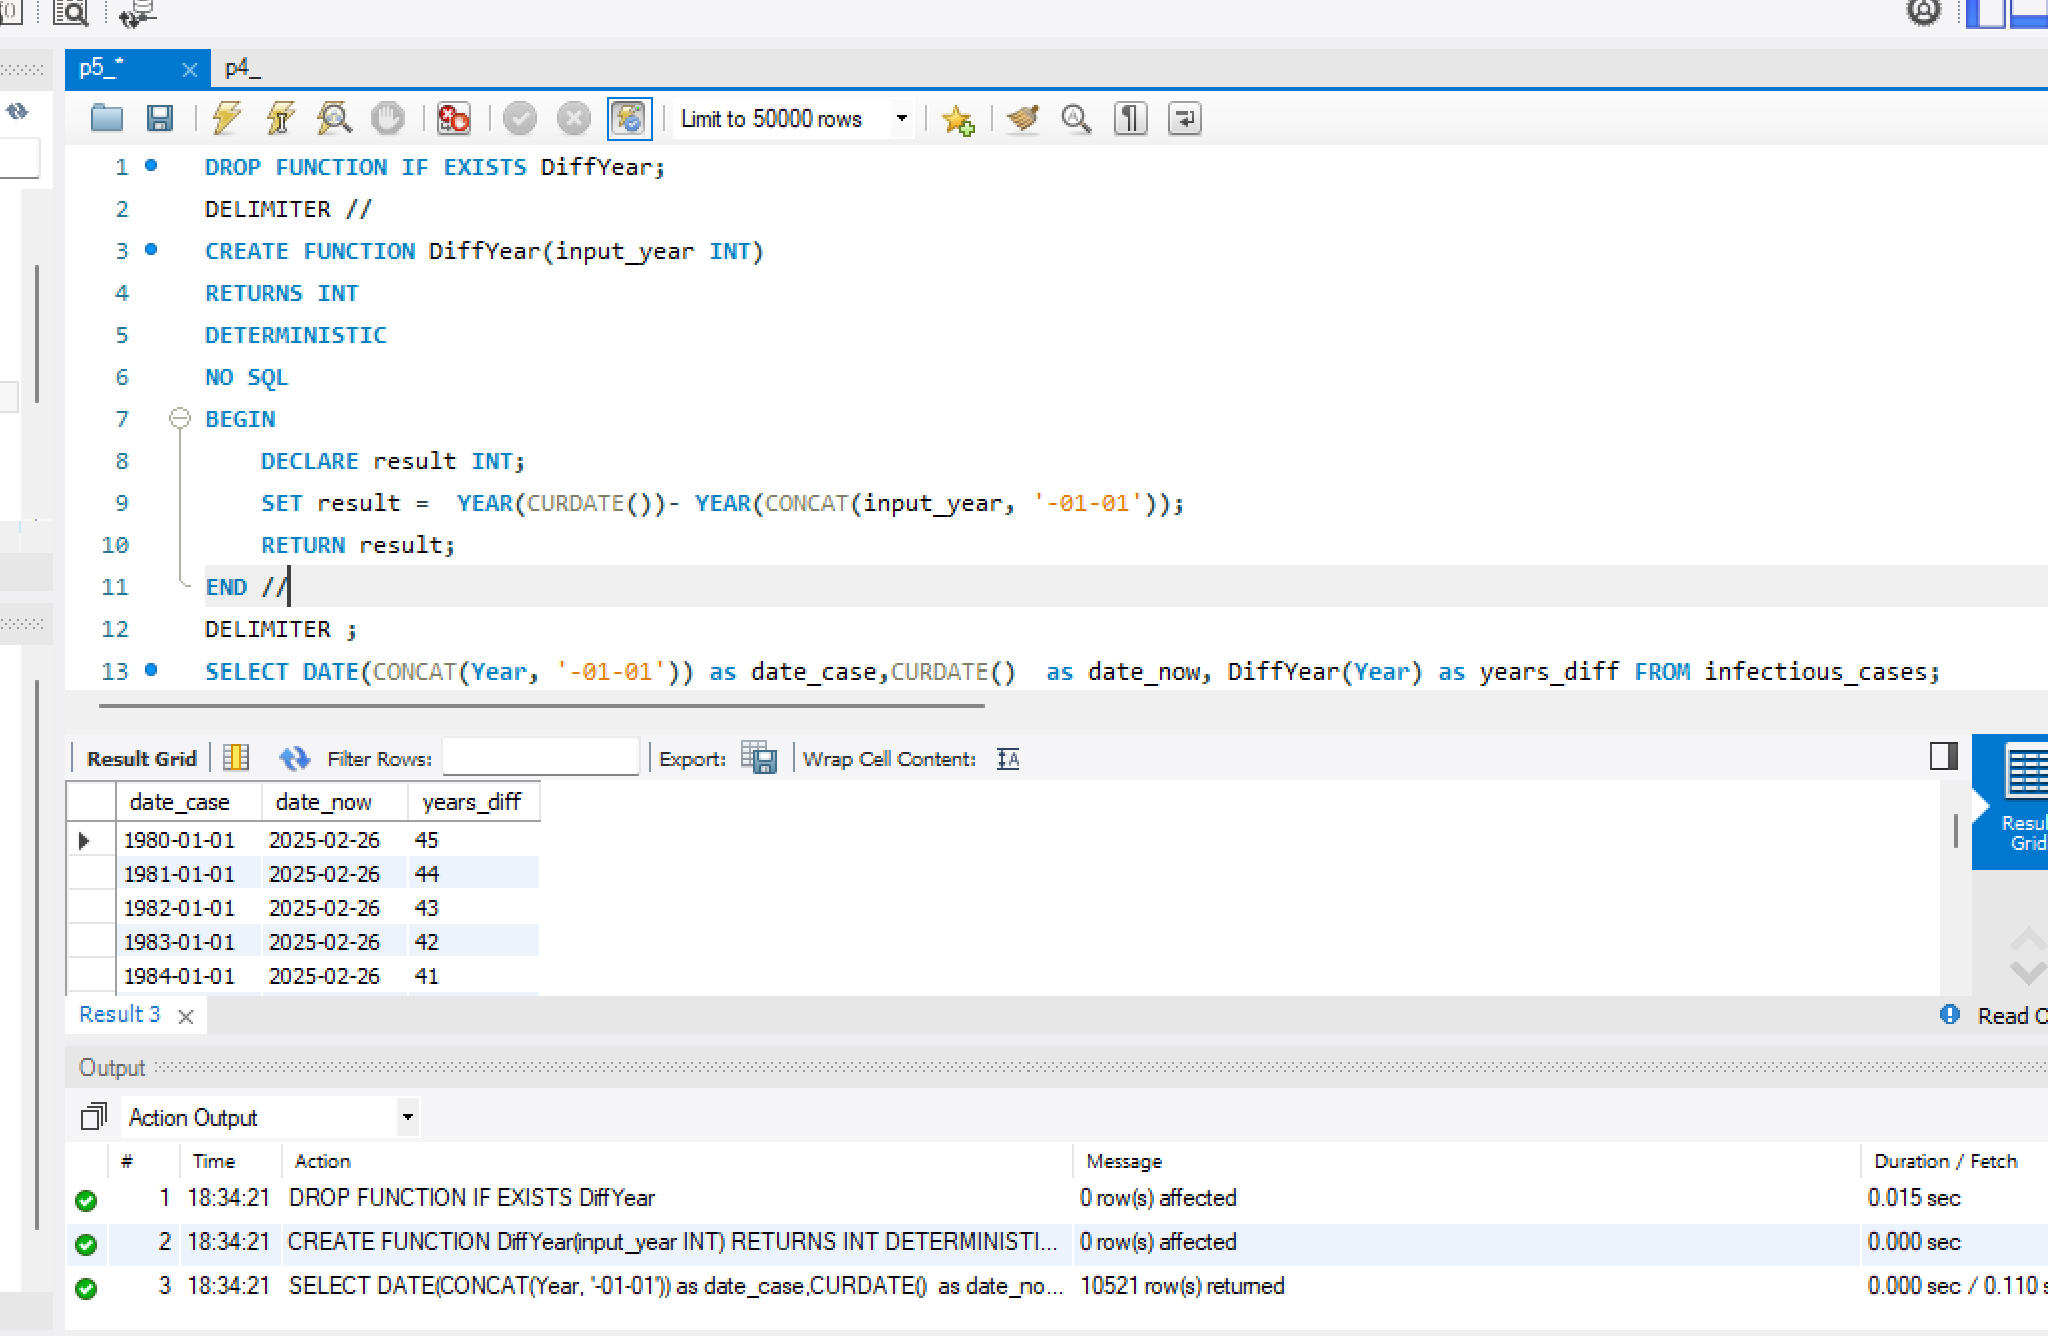 p5_* p4_
Limit to 50000 rows
1 DROP FUNCTION IF EXISTS DiffYear;
2 DELIMITER //
3 CREATE FUNCTION DiffYear(input_year INT)
4 RETURNS INT
5 DETERMINISTIC
6 NO SQL
7 BEGIN
8 DECLARE result INT;
9 SET result =  YEAR(CURDATE())- YEAR(CONCAT(input_year, '-01-01'));
10 RETURN result;
11 END //
12 DELIMITER ;
13 SELECT DATE(CONCAT(Year, '-01-01')) as date_case,CURDATE()  as date_now, DiffYear(Year) as years_diff FROM infectious_cases;
Result Grid Filter Rows: Export: Wrap Cell Content:
date_case date_now years_diff
1980-01-01 2025-02-26 45
1981-01-01 2025-02-26 44
1982-01-01 2025-02-26 43
1983-01-01 2025-02-26 42
1984-01-01 2025-02-26 41
Resul
Grid
Result 3 Read
Output
Action Output
# Time Action Message Duration / Fetch
1 18:34:21 DROP FUNCTION IF EXISTS DiffYear 0 row(s) affected 0.015 sec
2 18:34:21 CREATE FUNCTION DiffYear(input_year INT) RETURNS INT DETERMINISTI... 0 row(s) affected 0.000 sec
3 18:34:21 SELECT DATE(CONCAT(Year, '-01-01')) as date_case,CURDATE()  as date_no... 10521 row(s) returned 0.000 sec / 0.110 s